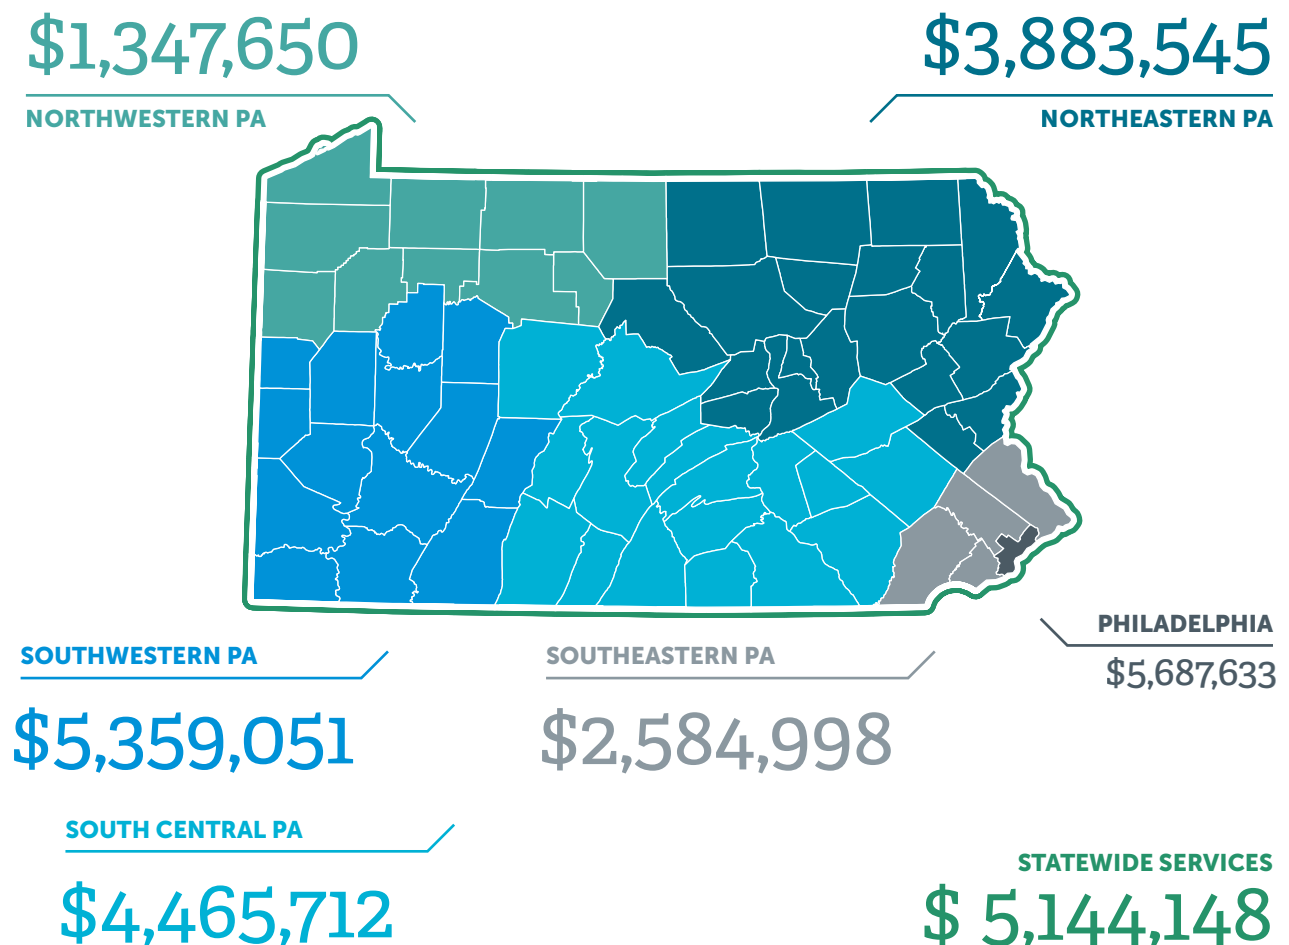 $1,347,650
NORTHWESTERN PA
$3,883,545
NORTHEASTERN PA
PHILADELPHIA
$5,687,633
SOUTHWESTERN PA
$5,359,051
SOUTHEASTERN PA
$2,584,998
SOUTH CENTRAL PA
$4,465,712
STATEWIDE SERVICES
$ 5,144,148